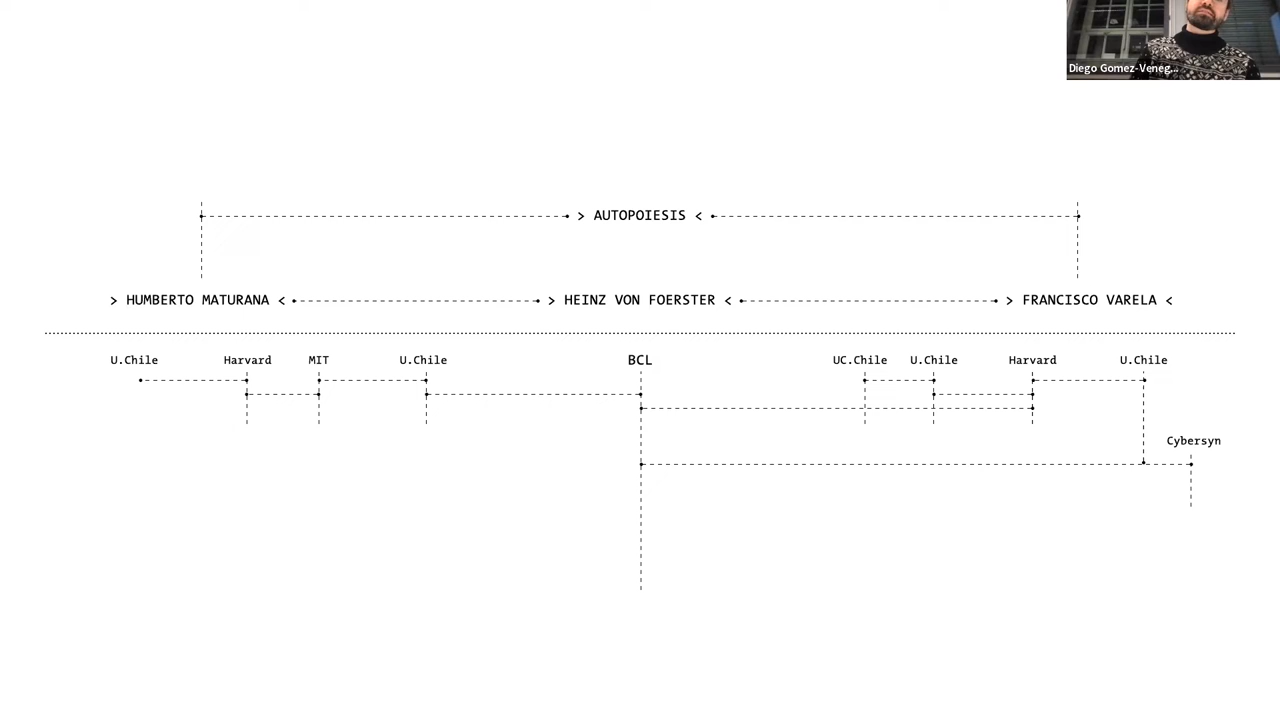 Diego Gomez-Veneg...
> AUTOPOIESIS <
> HUMBERTO MATURANA < > HEINZ VON FOERSTER < > FRANCISCO VARELA <
U.Chile Harvard MIT U.Chile BCL UC.Chile U.Chile Harvard U.Chile
Cybersyn